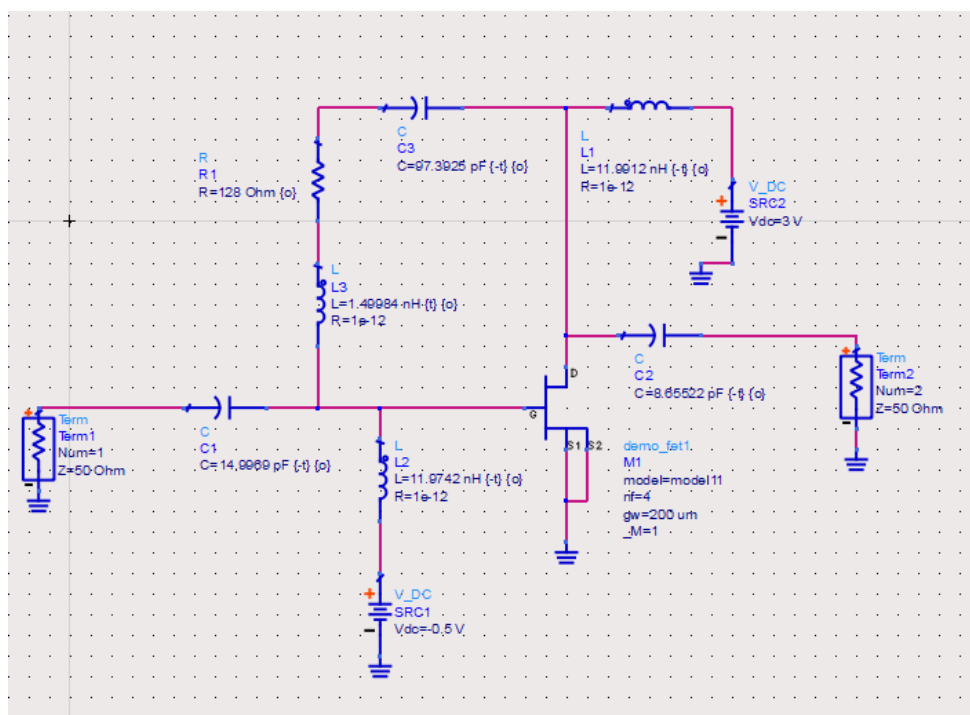 C
C3
C=97.3925 pF {-t} {o}
R
R1
R=128 Ohm {o}
L
L1
L=11.9912 nH {-t} {o}
R=1e-12
V_DC
SRC2
Vdc=3 V
L
L3
L=1.49984 nH {t} {o}
R=1e-12
C
C2
C=8.65522 pF {-t} {o}
Term
Term2
Num=2
Z=50 Ohm
D
G
S1 S2
Term
Term1
Num=1
Z=50 Ohm
C
C1
C=14.9969 pF {-t} {o}
L
L2
L=11.9742 nH {-t} {o}
R=1e-12
demo_fet1
M1
model=model11
nf=4
gw=200 um
_M=1
V_DC
SRC1
Vdc=-0.5 V